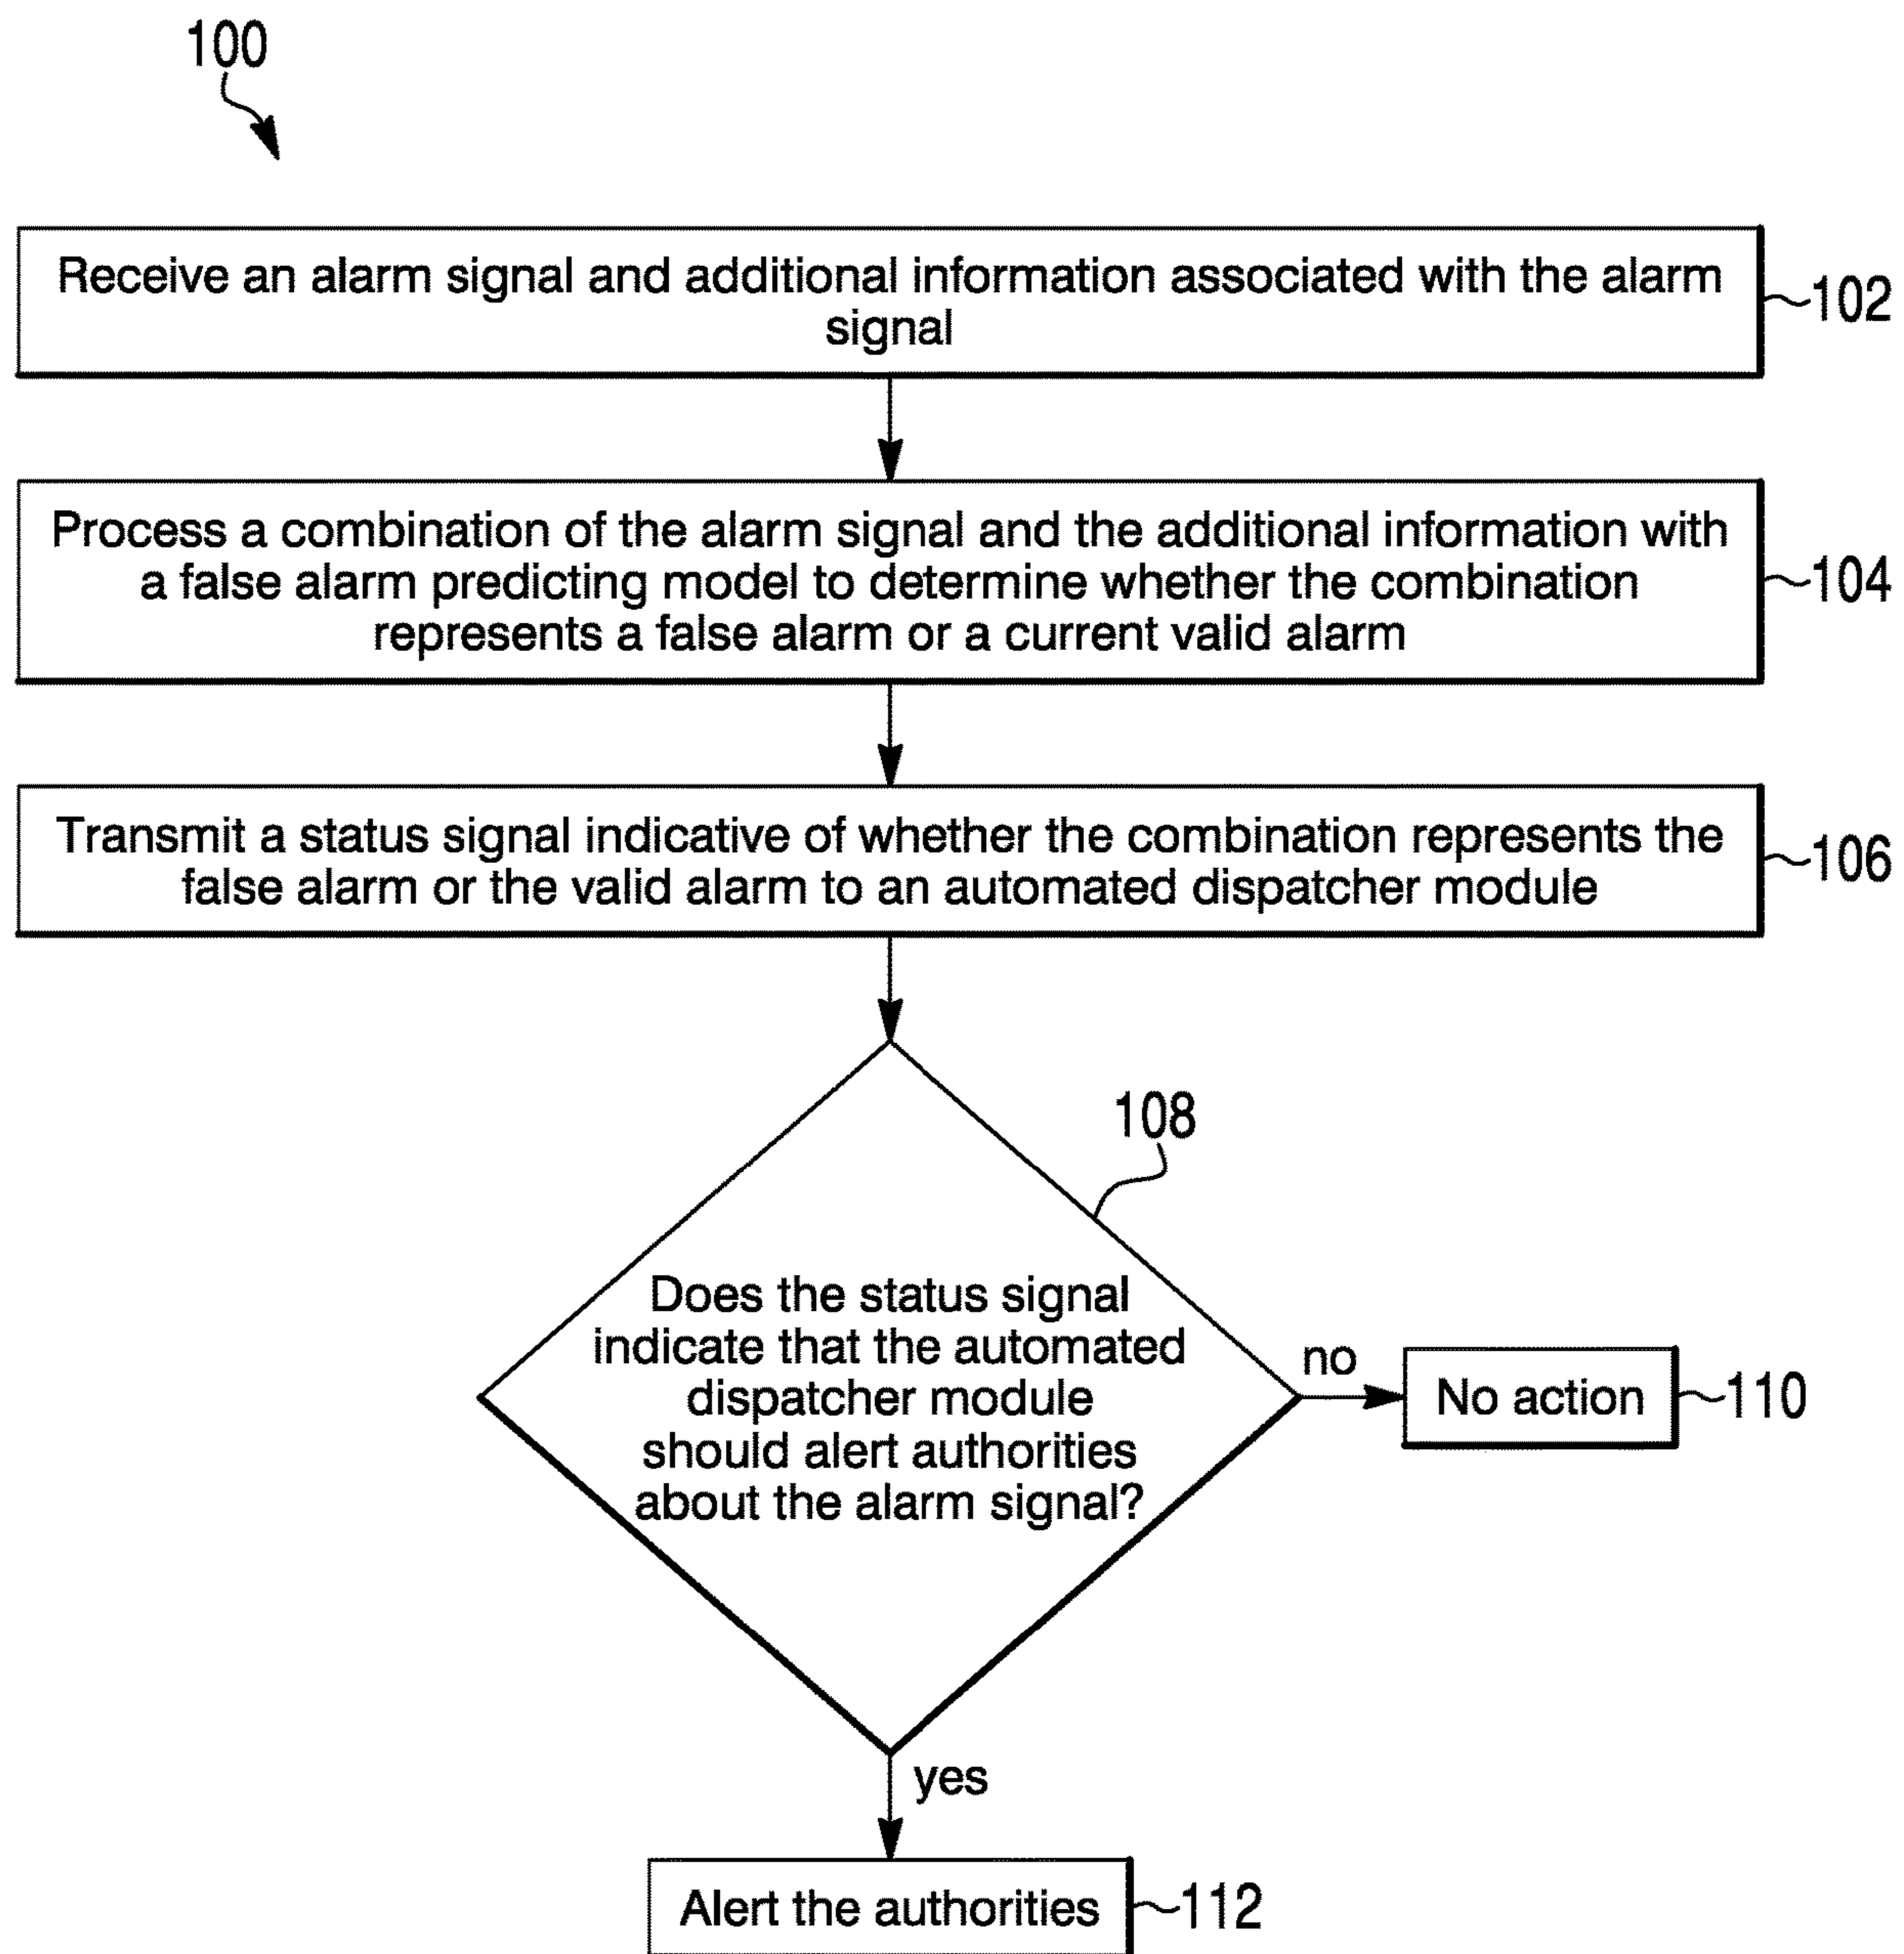 100
Receive an alarm signal and additional information associated with the alarm
signal
102
Process a combination of the alarm signal and the additional information with
a false alarm predicting model to determine whether the combination
represents a false alarm or a current valid alarm
104
Transmit a status signal indicative of whether the combination represents the
false alarm or the valid alarm to an automated dispatcher module
106
108
Does the status signal
indicate that the automated
dispatcher module
should alert authorities
about the alarm signal?
no
No action
110
yes
Alert the authorities
112